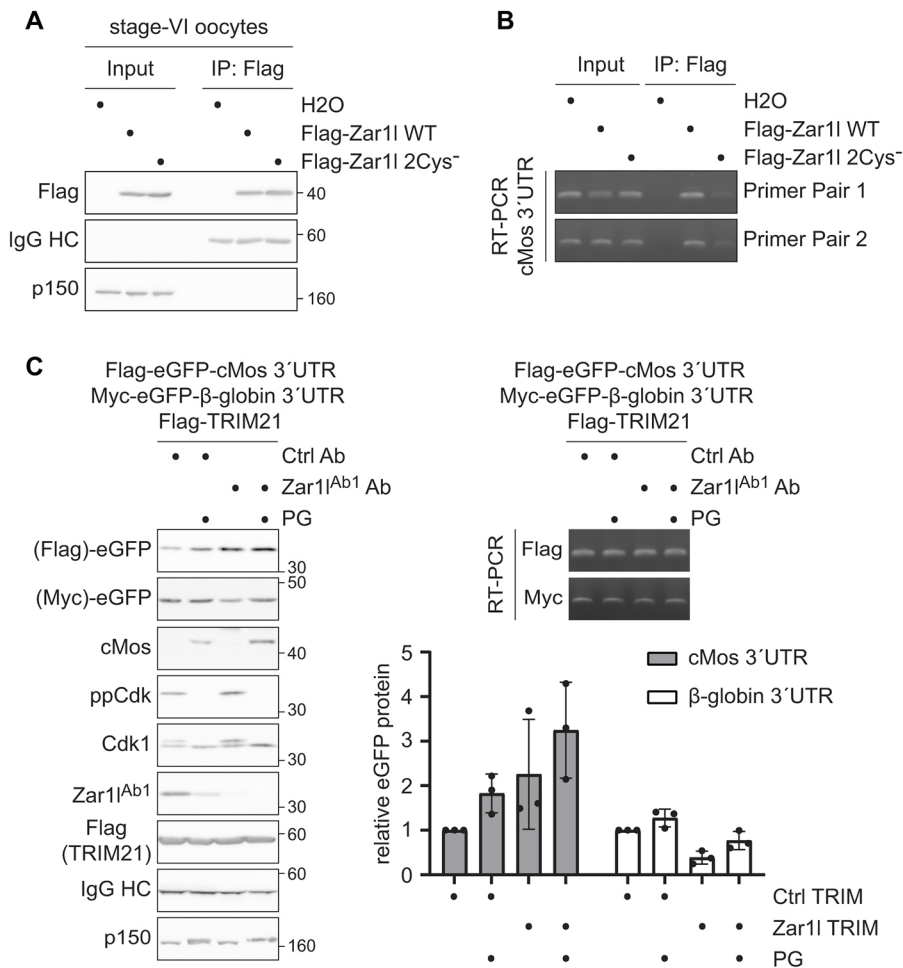 A
stage-VI oocytes
Input IP: Flag
H2O
Flag-Zar1l WT
Flag-Zar1l 2Cys⁻
Flag 40
IgG HC 60
p150 160
B
Input IP: Flag
H2O
Flag-Zar1l WT
Flag-Zar1l 2Cys⁻
RT-PCR
cMos 3´UTR
Primer Pair 1
Primer Pair 2
C
Flag-eGFP-cMos 3´UTR
Myc-eGFP-β-globin 3´UTR
Flag-TRIM21
Ctrl Ab
Zar1lAb1 Ab
PG
(Flag)-eGFP 30
(Myc)-eGFP 50
cMos 40
ppCdk 30
Cdk1 30
Zar1lAb1 30
Flag
(TRIM21) 60
IgG HC 60
p150 160
Flag-eGFP-cMos 3´UTR
Myc-eGFP-β-globin 3´UTR
Flag-TRIM21
Ctrl Ab
Zar1lAb1 Ab
PG
RT-PCR
Flag
Myc
cMos 3´UTR
β-globin 3´UTR
relative eGFP protein
5
4
3
2
1
0
Ctrl TRIM
Zar1l TRIM
PG